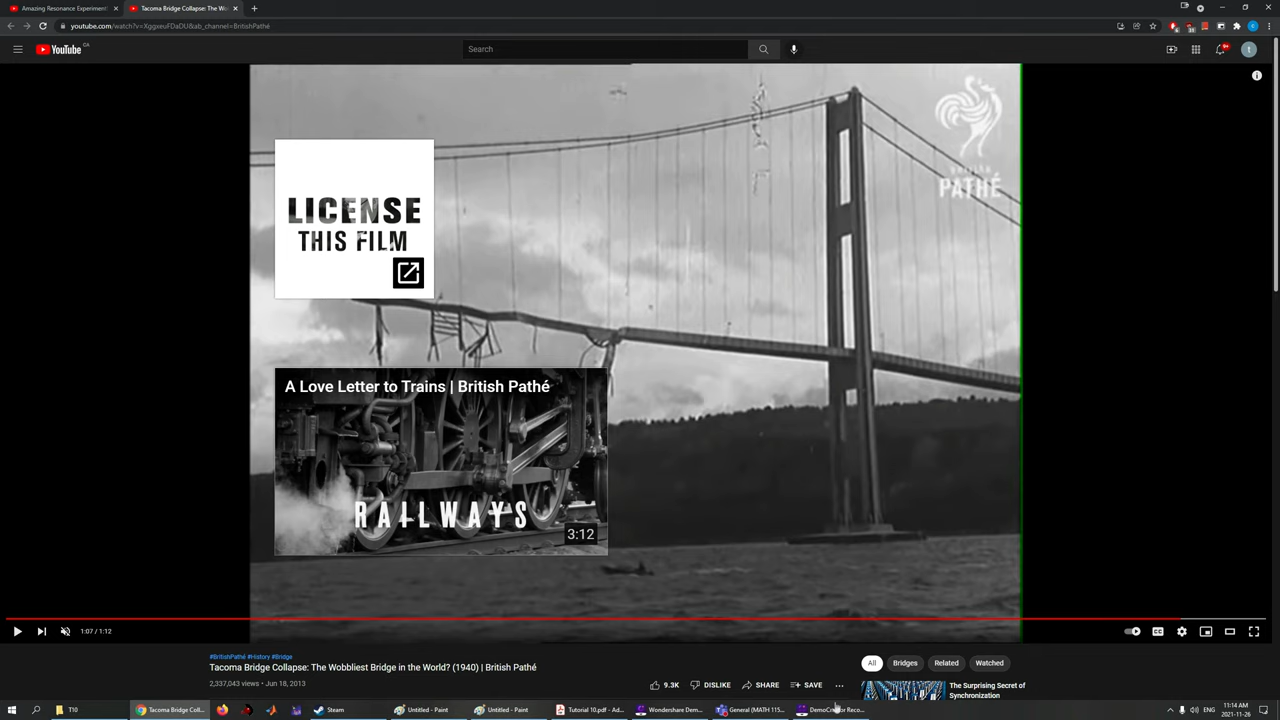 Amazing Resonance Experiment!
Tacoma Bridge Collapse: The Wo
youtube.com/watch?v=XggxeuFDaDU&ab_channel=BritishPathé
YouTube CA
Search
9+
t
BRITISH
PATHÉ
LICENSE
THIS FILM
A Love Letter to Trains | British Pathé
RAILWAYS
3:12
1:07 / 1:12
#BritishPathé #History #Bridge
Tacoma Bridge Collapse: The Wobbliest Bridge in the World? (1940) | British Pathé
2,337,043 views • Jun 18, 2013
9.3K DISLIKE SHARE SAVE
All Bridges Related Watched
The Surprising Secret of
Synchronization
T10
Tacoma Bridge Coll...
Steam
Untitled - Paint
Untitled - Paint
Tutorial 10.pdf - Ad...
Wondershare Dem...
General (MATH 115...
DemoCreator Reco...
ENG
11:14 AM
2021-11-26